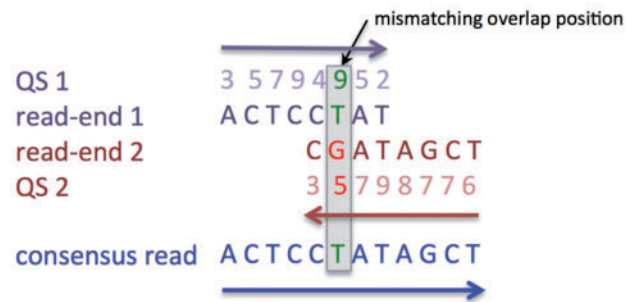 mismatching overlap position
QS 1 3 5 7 9 4 9 5 2
read-end 1 A C T C C T A T
read-end 2 C G A T A G C T
QS 2 3 5 7 9 8 7 7 6
consensus read A C T C C T A T A G C T